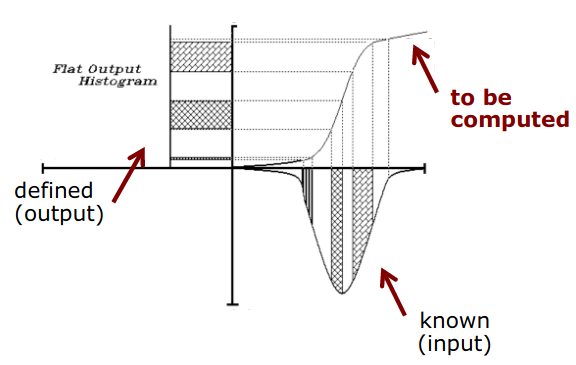 Flat Output
Histogram
to be
computed
defined
(output)
known
(input)